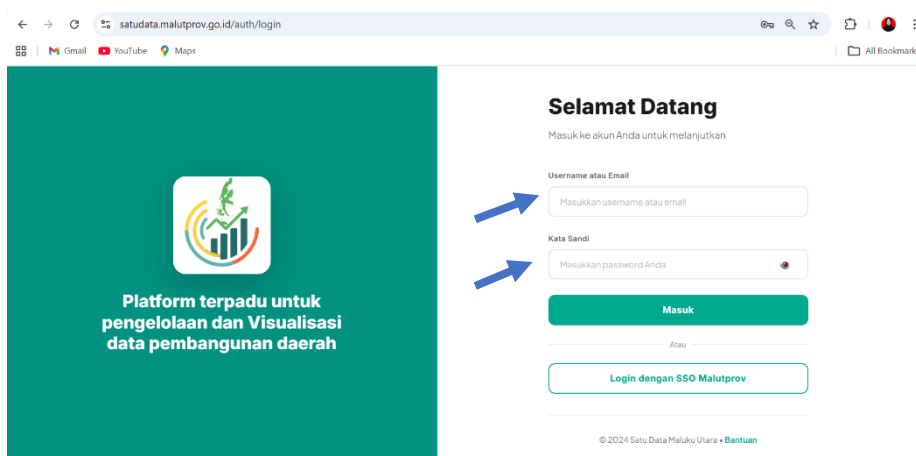 satudata.malutprov.go.id/auth/login
Gmail YouTube Maps All Bookmark
Selamat Datang
Masuk ke akun Anda untuk melanjutkan
Username atau Email
Masukkan username atau email
Kata Sandi
Masukkan password Anda
Masuk
Atau
Login dengan SSO Malutprov
© 2024 Satu Data Maluku Utara • Bantuan
Platform terpadu untuk
pengelolaan dan Visualisasi
data pembangunan daerah